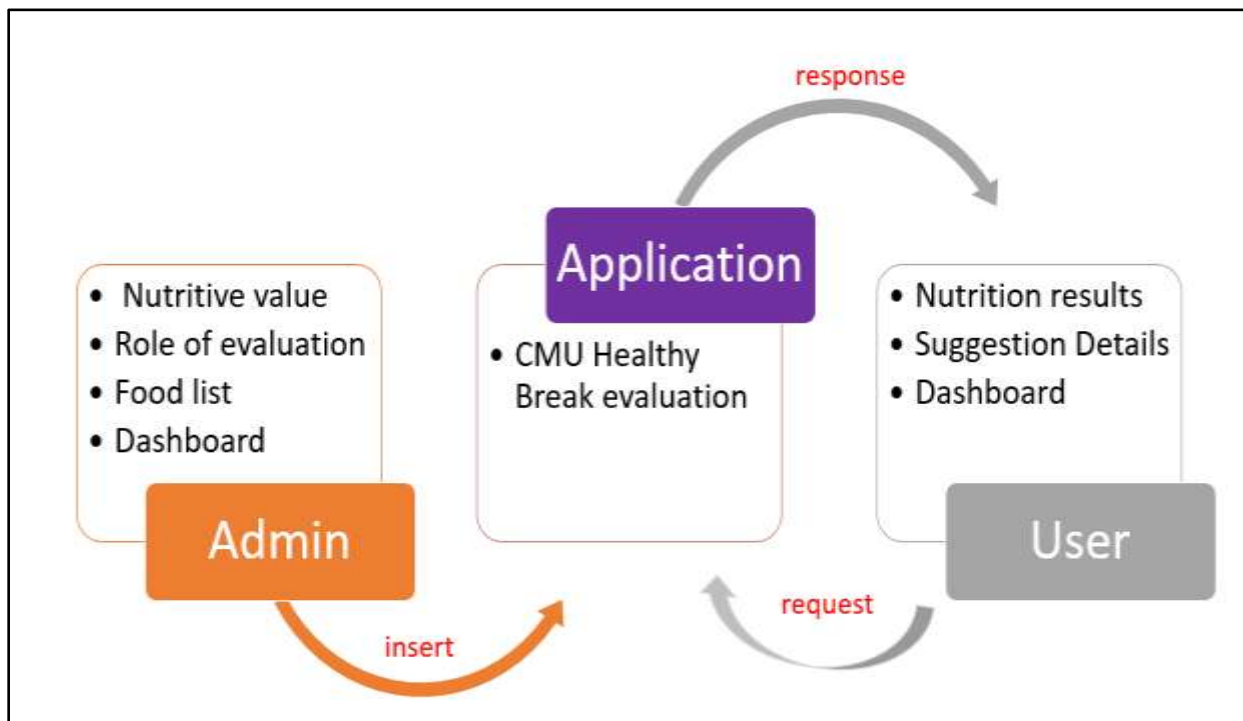 response
Application
• Nutritive value
• Role of evaluation
• Food list
• Dashboard
Admin
• CMU Healthy
Break evaluation
• Nutrition results
• Suggestion Details
• Dashboard
User
insert
request